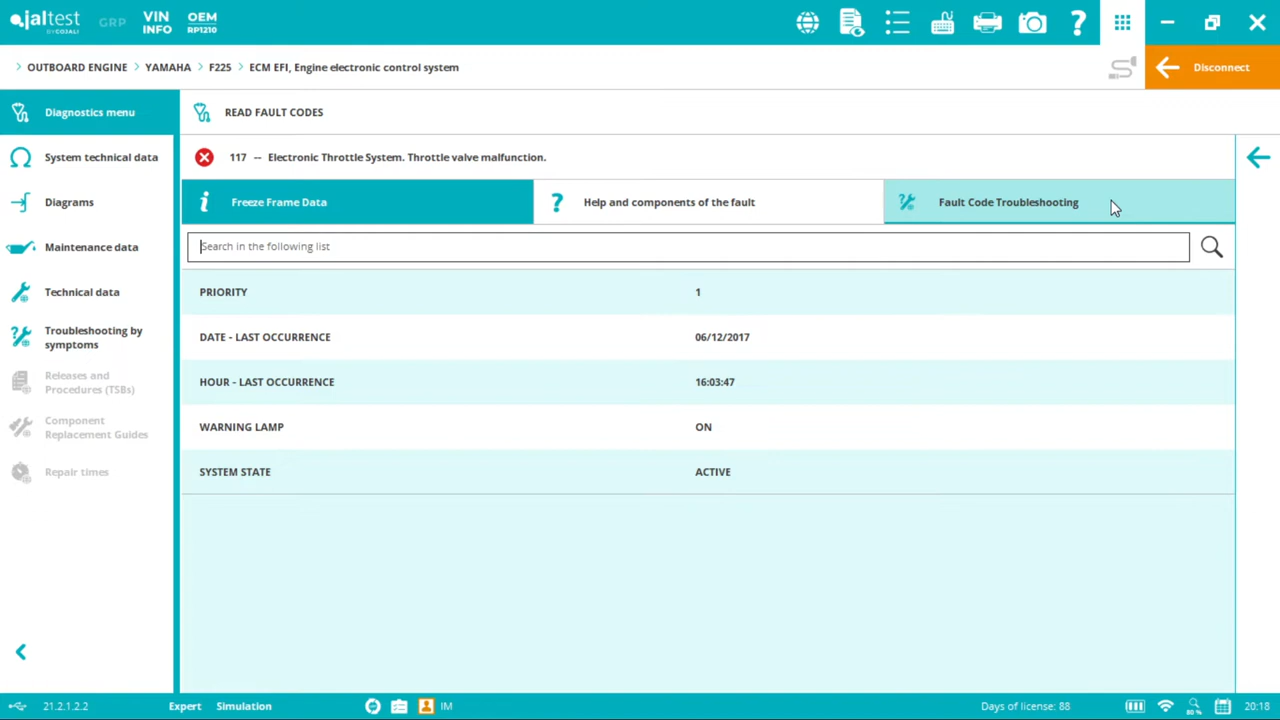 jaltest
BY COJALI
GRP
VIN
INFO
OEM
RP1210
OUTBOARD ENGINE
YAMAHA
F225
ECM EFI, Engine electronic control system
Disconnect
Diagnostics menu
READ FAULT CODES
System technical data
117 -- Electronic Throttle System. Throttle valve malfunction.
Diagrams
Freeze Frame Data
Help and components of the fault
Fault Code Troubleshooting
Maintenance data
Search in the following list
Technical data
PRIORITY 1
Troubleshooting by
symptoms
DATE - LAST OCCURRENCE 06/12/2017
Releases and
Procedures (TSBs)
HOUR - LAST OCCURRENCE 16:03:47
Component
Replacement Guides
WARNING LAMP ON
Repair times
SYSTEM STATE ACTIVE
21.2.1.2.2
Expert
Simulation
IM
Days of license: 88
20:18